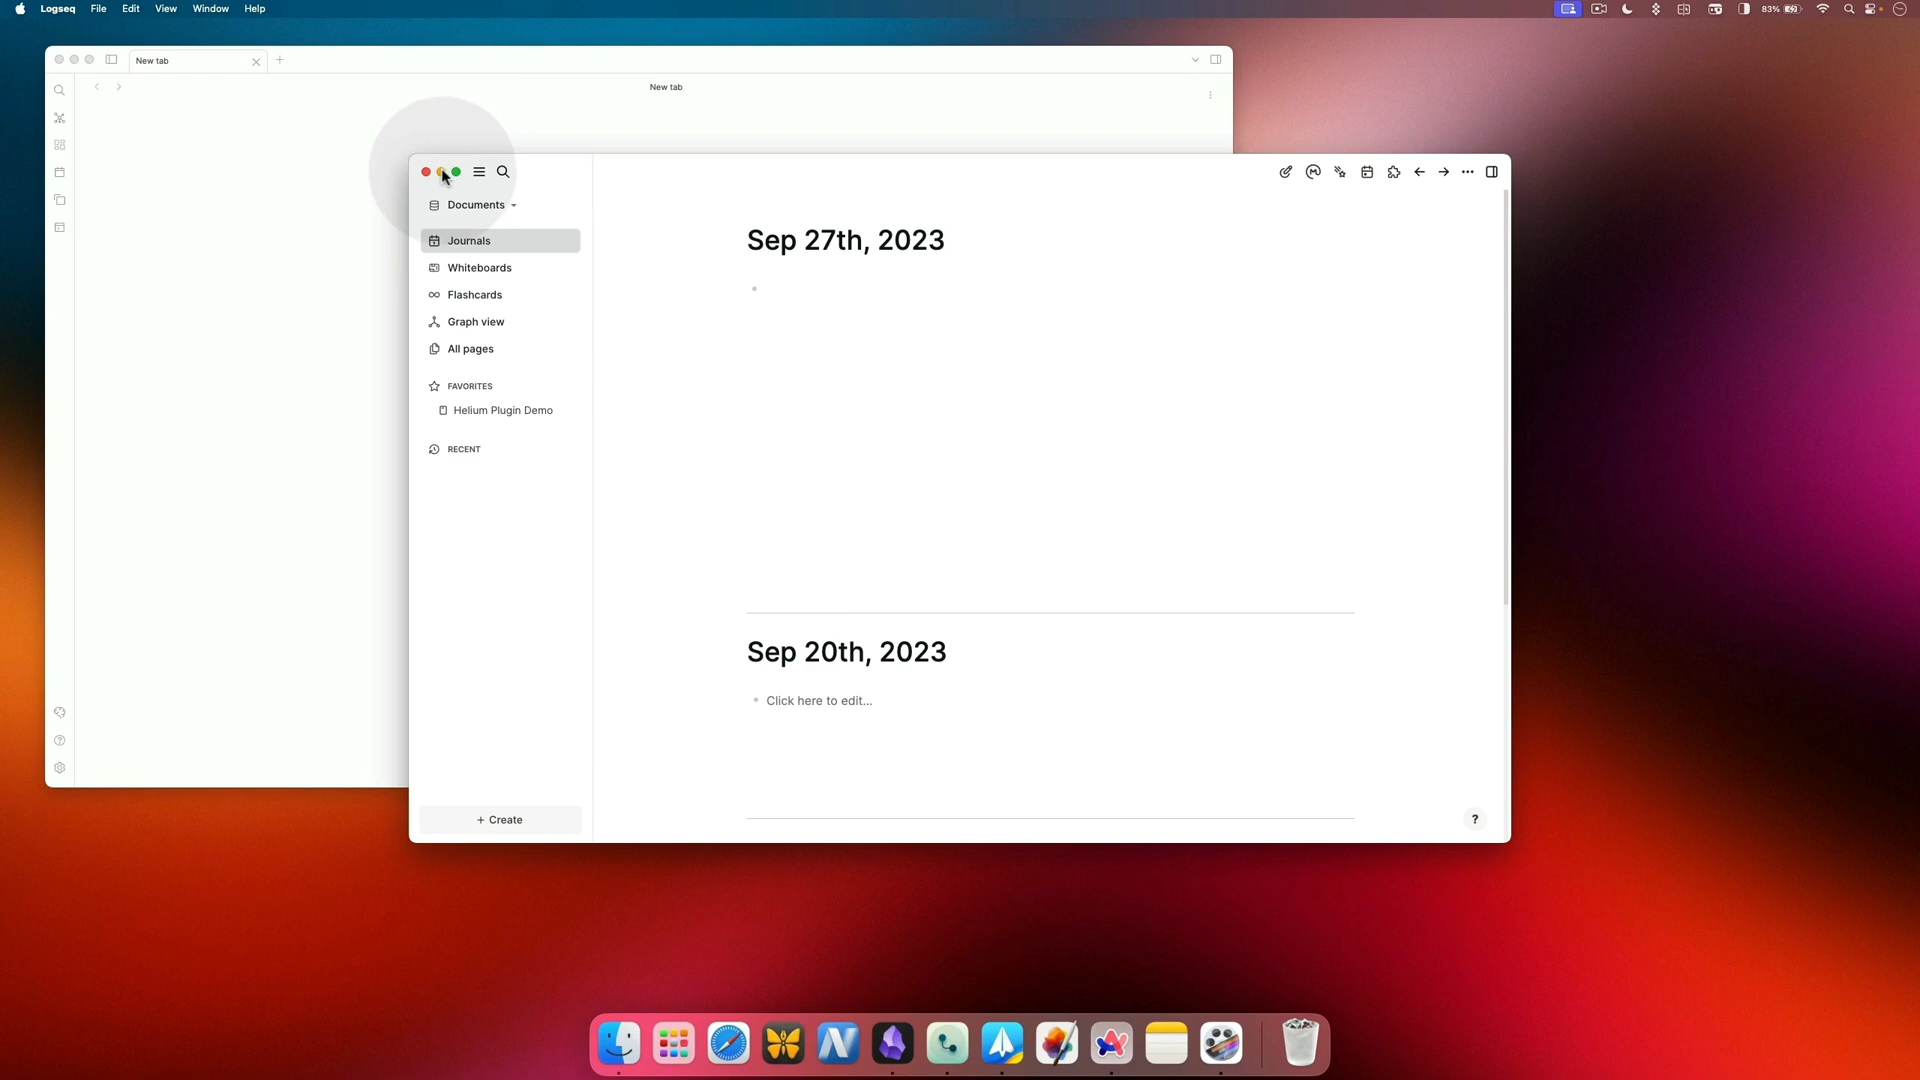 Logseq File Edit View Window Help
83%
New tab
New tab
Documents
Journals
Whiteboards
Flashcards
Graph view
All pages
FAVORITES
Helium Plugin Demo
RECENT
+ Create
Sep 27th, 2023
Sep 20th, 2023
Click here to edit...
?